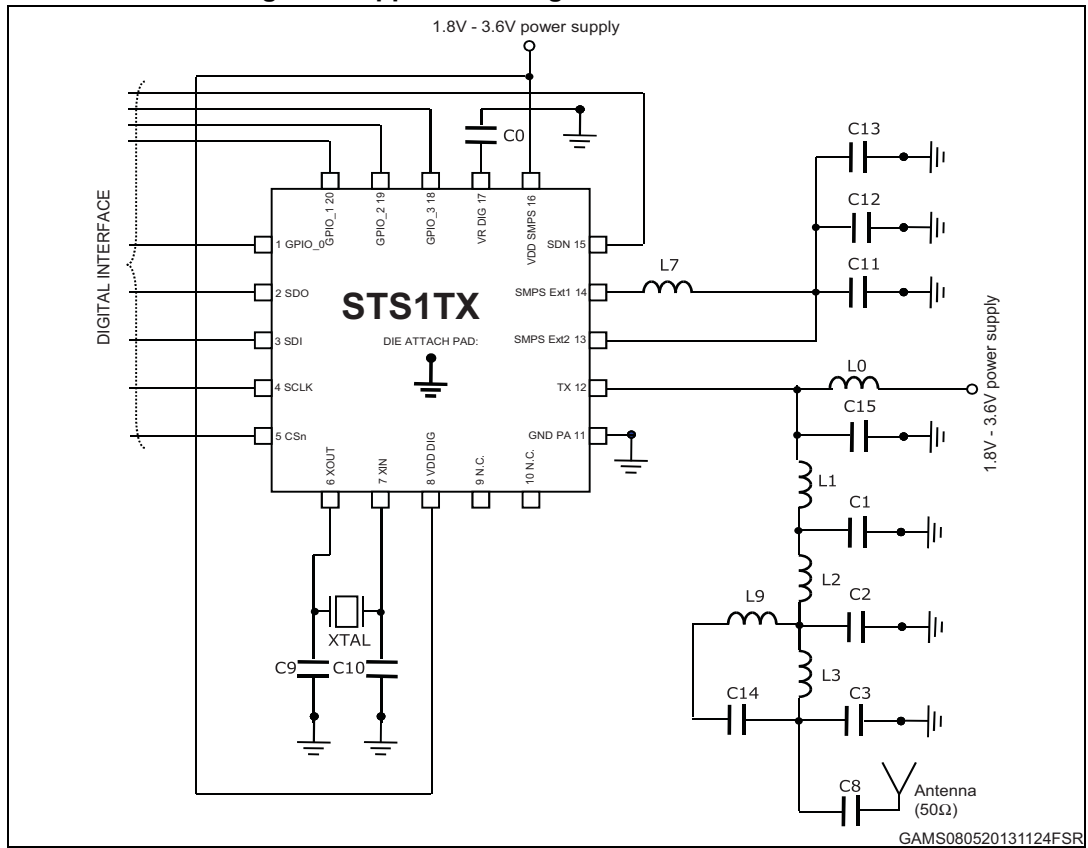 1.8V - 3.6V power supply
C0
C13
C12
C11
L7
DIGITAL INTERFACE
GPIO_1 20
GPIO_2 19
GPIO_3 18
VR DIG 17
VDD SMPS 16
1 GPIO_0
2 SDO
3 SDI
4 SCLK
5 CSn
SDN 15
SMPS Ext1 14
SMPS Ext2 13
TX 12
GND PA 11
STS1TX
DIE ATTACH PAD:
6 XOUT
7 XIN
8 VDD DIG
9 N.C.
10 N.C.
L0
1.8V - 3.6V power supply
C15
L1
C1
L2
C2
L9
L3
C14
C3
XTAL
C9
C10
C8
Antenna
(50Ω)
GAMS080520131124FSR